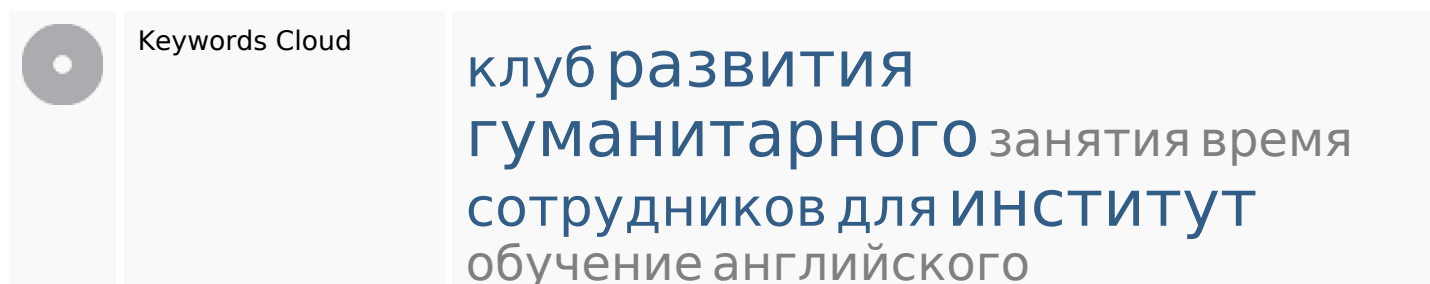 Keywords Cloud
клуб развития
гуманитарного занятия время
сотрудников для институт
обучение английского